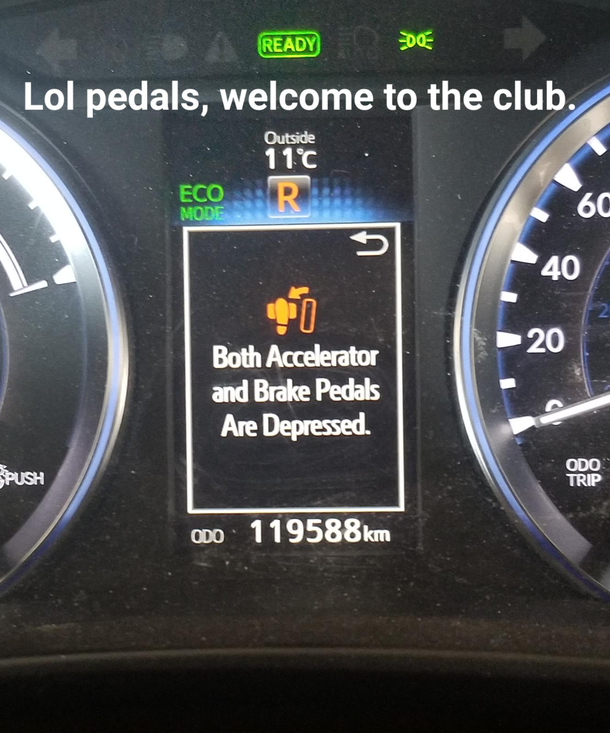 READY
Lol pedals, welcome to the club.
Outside
11°C
ECO
MODE
R
60
40
Both Accelerator
and Brake Pedals
Are Depressed.
20
0
PUSH
ODO
TRIP
ODO 119588km